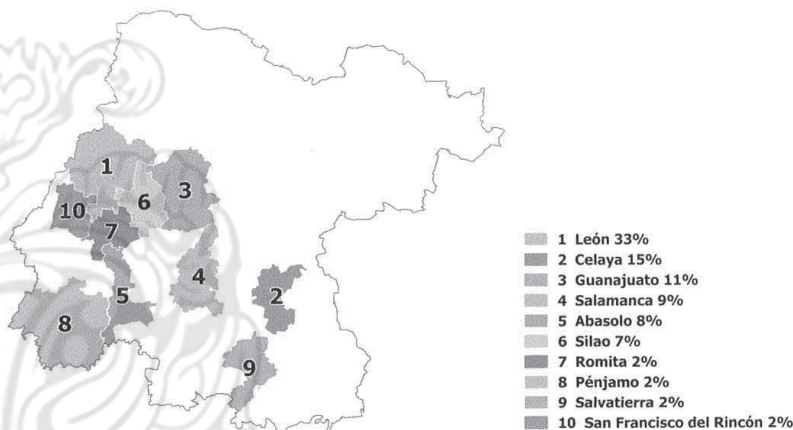 1
6
3
10
7
4
5
2
8
9
1 León 33%
2 Celaya 15%
3 Guanajuato 11%
4 Salamanca 9%
5 Abasolo 8%
6 Silao 7%
7 Romita 2%
8 Pénjamo 2%
9 Salvatierra 2%
10 San Francisco del Rincón 2%